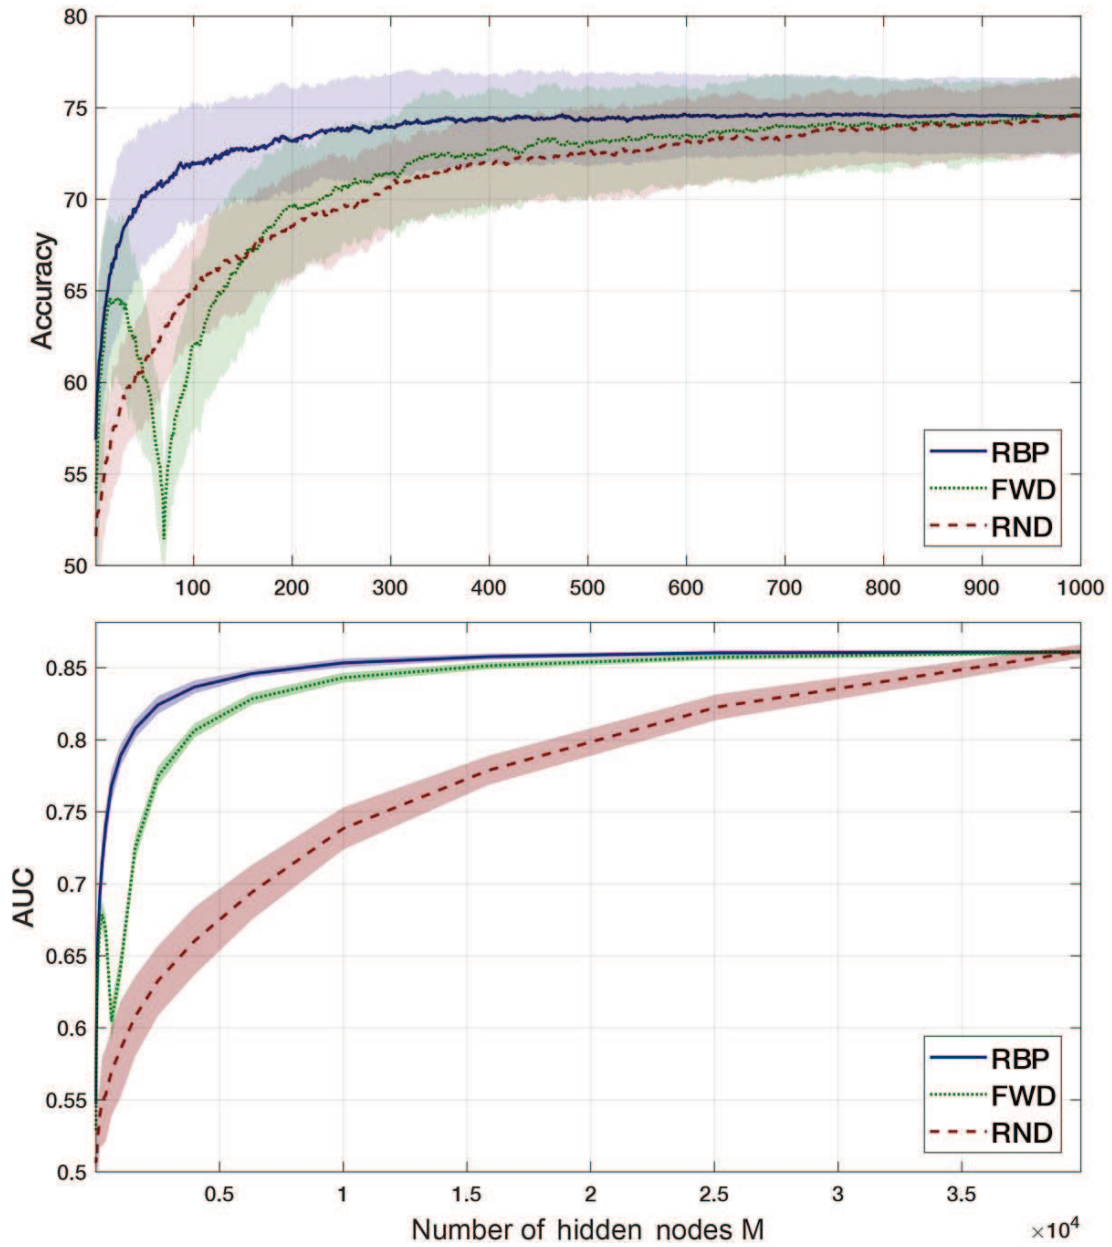 80
75
70
65
60
55
50
Accuracy
RBP
FWD
RND
100 200 300 400 500 600 700 800 900 1000
0.85
0.8
0.75
0.7
0.65
0.6
0.55
0.5
AUC
RBP
FWD
RND
0.5 1 1.5 2 2.5 3 3.5
Number of hidden nodes M ×10⁴